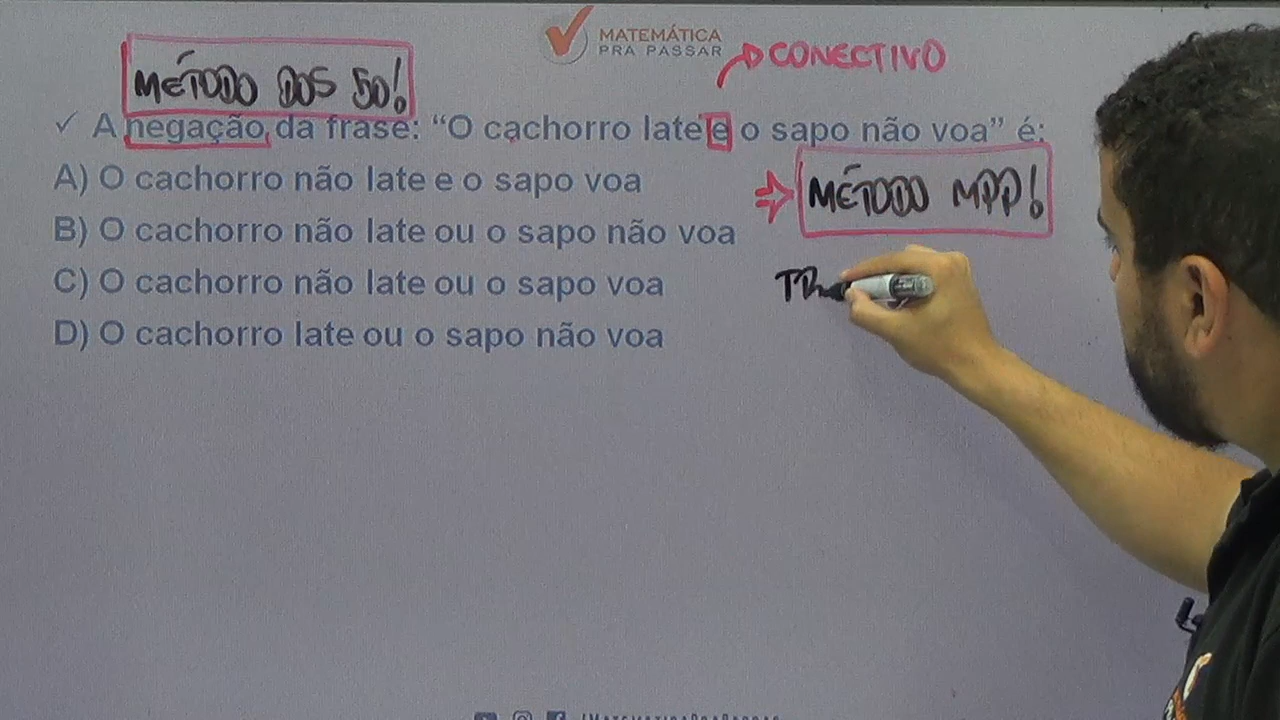 MATEMÁTICA
PRA PASSAR
CONECTIVO
MÉTODO DOS 50!
✓ A negação da frase: “O cachorro late e o sapo não voa” é:
A) O cachorro não late e o sapo voa
MÉTODO MPP!
B) O cachorro não late ou o sapo não voa
C) O cachorro não late ou o sapo voa
D) O cachorro late ou o sapo não voa